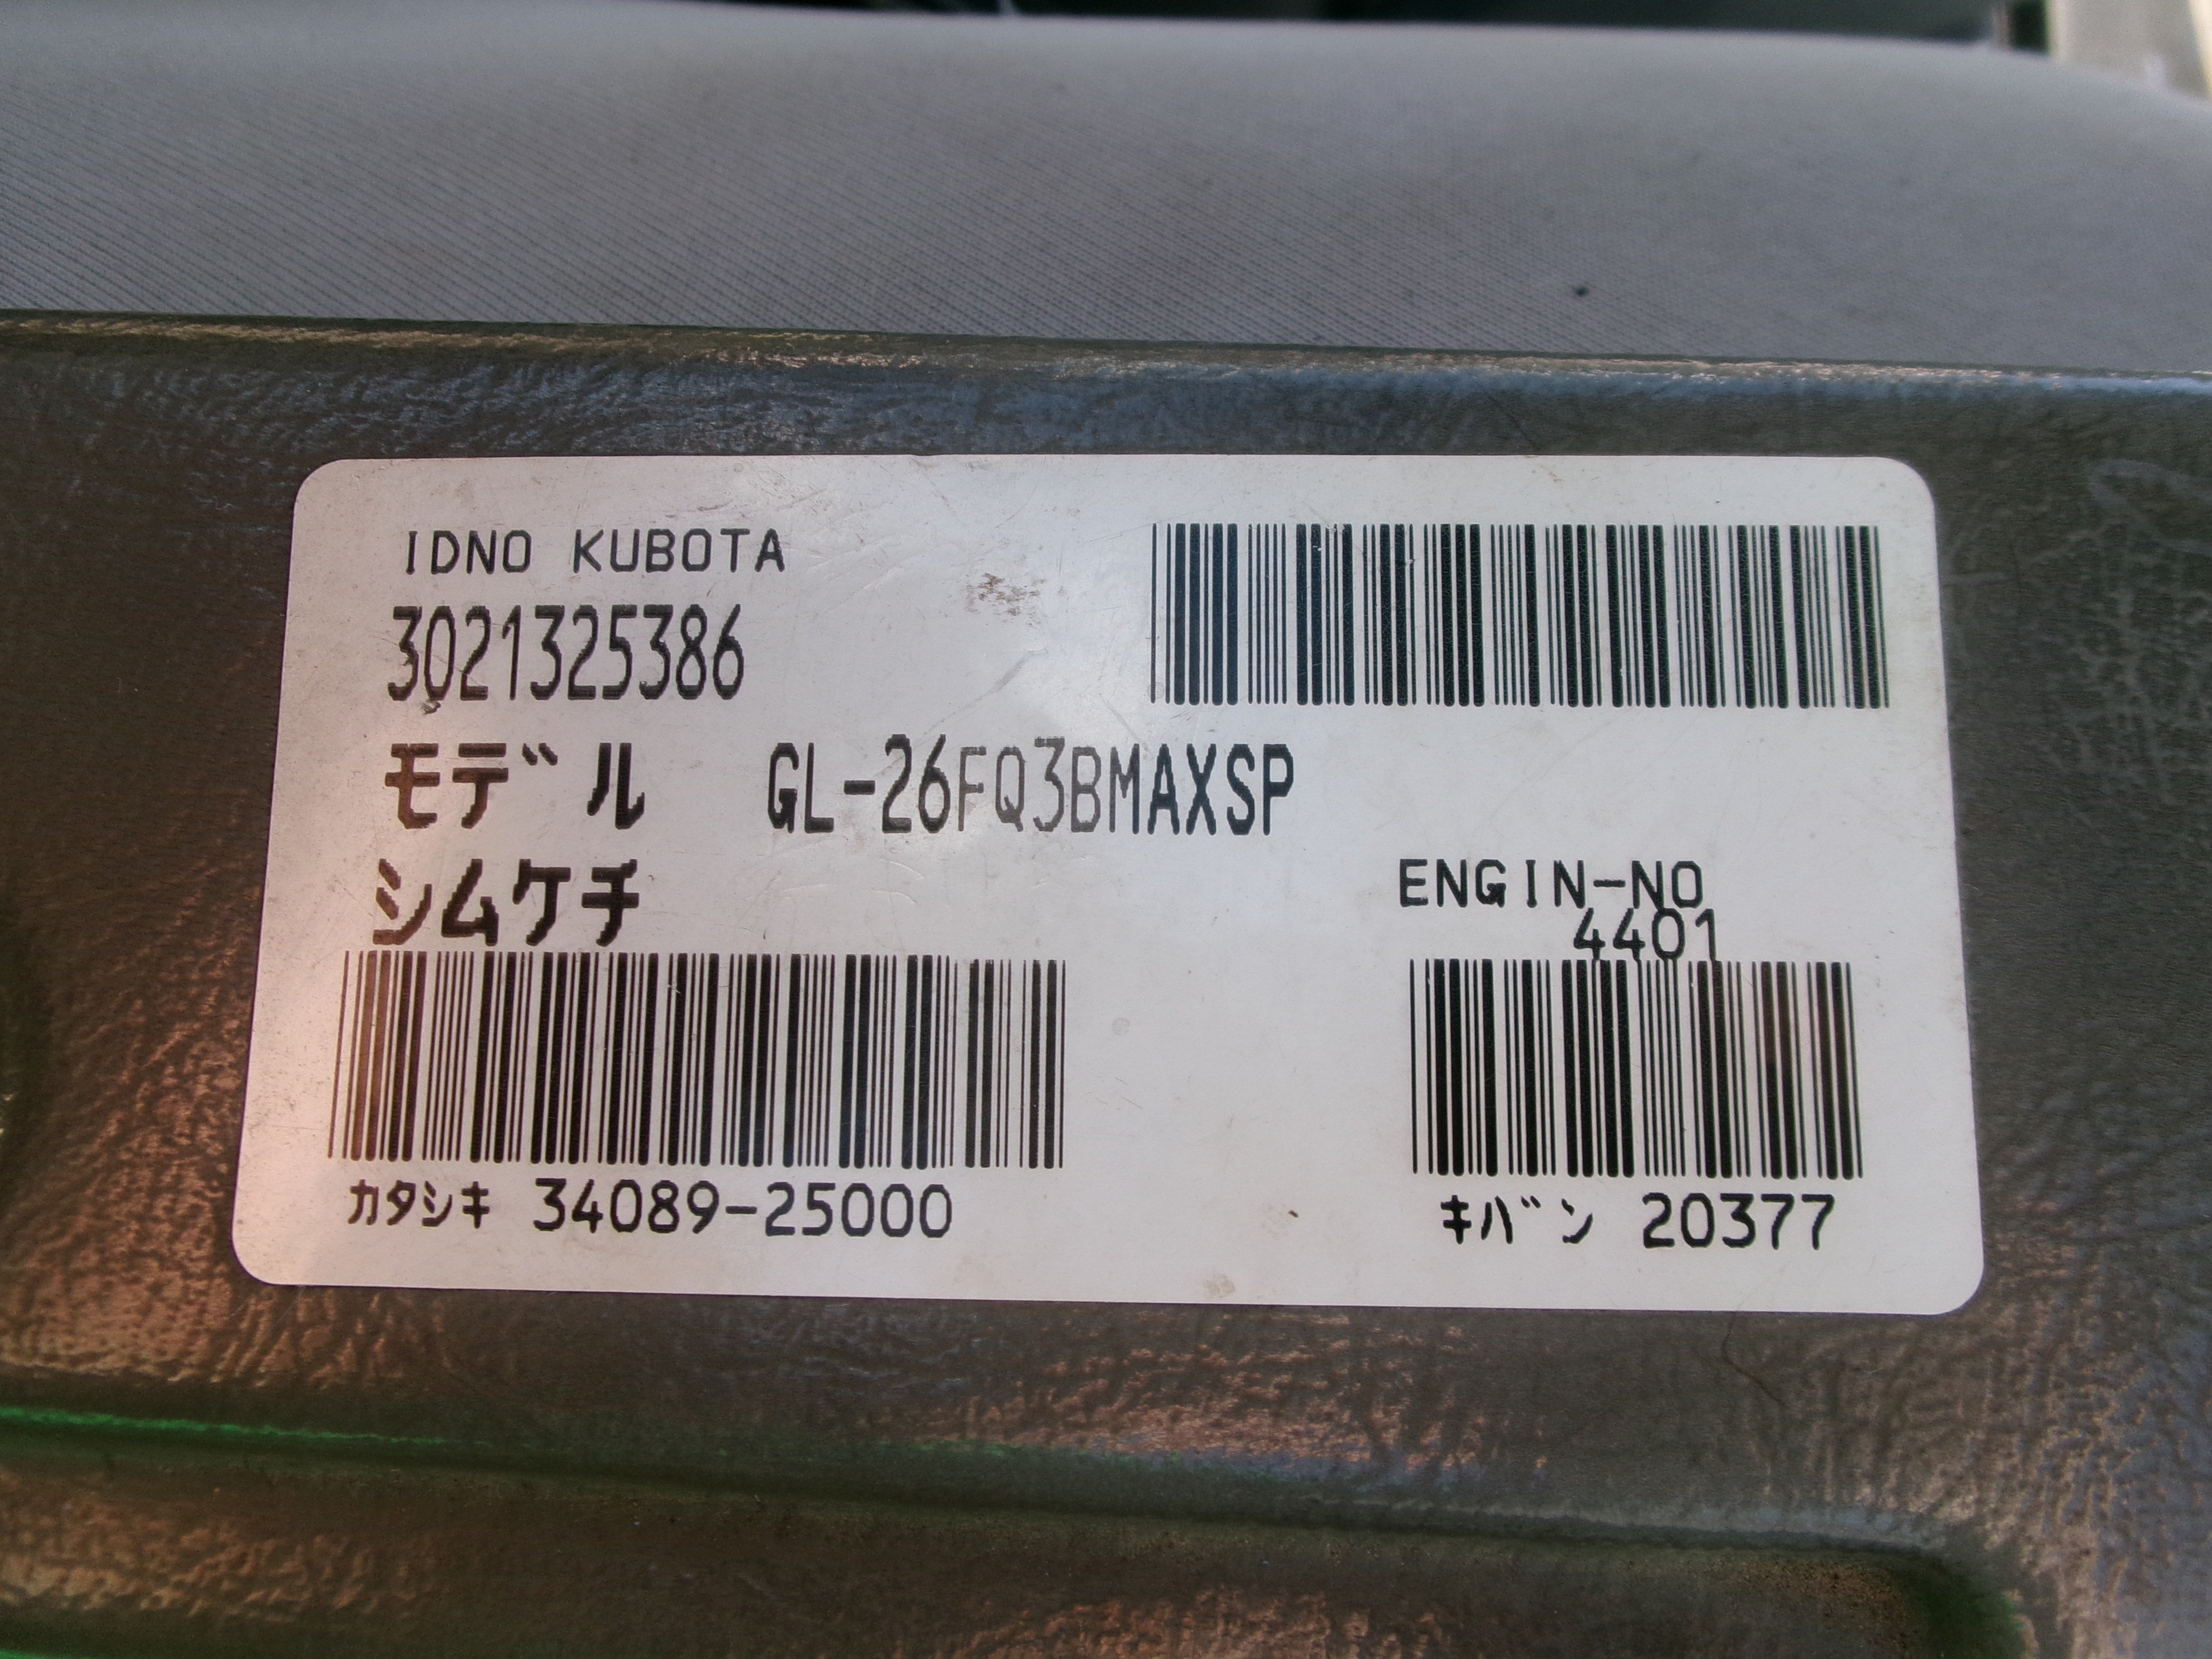 IDNO KUBOTA
3021325386
モデル GL-26FQ3BMAXSP
シムケチ
ENGIN-NO
4401
カタシキ 34089-25000
キバン 20377